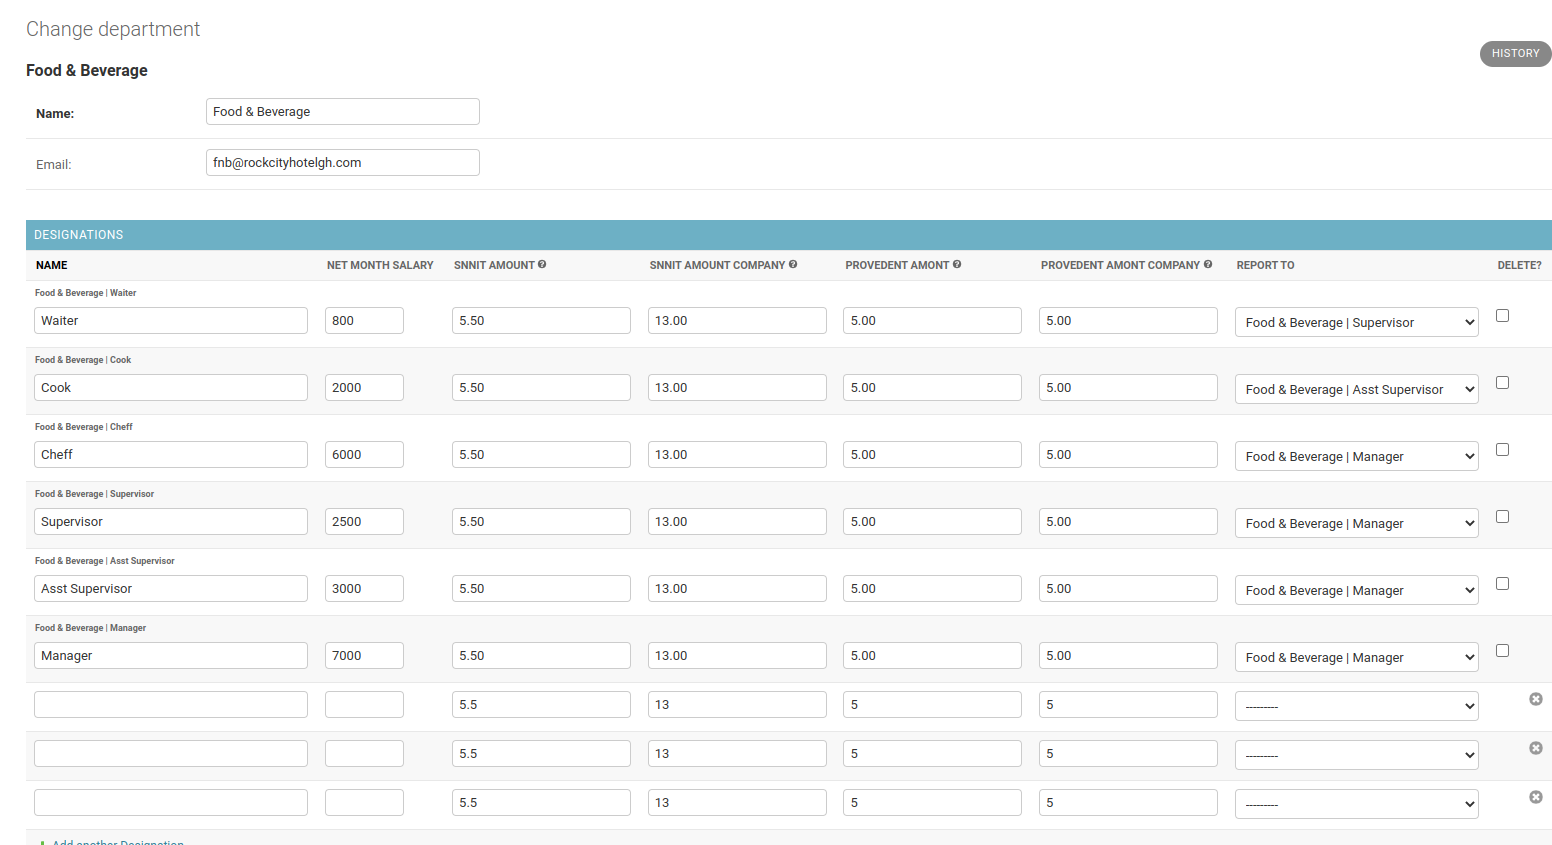 Change department
HISTORY
Food & Beverage
Name: Food & Beverage
Email: fnb@rockcityhotelgh.com
DESIGNATIONS
NAME NET MONTH SALARY SNNIT AMOUNT SNNIT AMOUNT COMPANY PROVEDENT AMONT PROVEDENT AMONT COMPANY REPORT TO DELETE?
Food & Beverage | Waiter
Waiter 800 5.50 13.00 5.00 5.00 Food & Beverage | Supervisor
Food & Beverage | Cook
Cook 2000 5.50 13.00 5.00 5.00 Food & Beverage | Asst Supervisor
Food & Beverage | Cheff
Cheff 6000 5.50 13.00 5.00 5.00 Food & Beverage | Manager
Food & Beverage | Supervisor
Supervisor 2500 5.50 13.00 5.00 5.00 Food & Beverage | Manager
Food & Beverage | Asst Supervisor
Asst Supervisor 3000 5.50 13.00 5.00 5.00 Food & Beverage | Manager
Food & Beverage | Manager
Manager 7000 5.50 13.00 5.00 5.00 Food & Beverage | Manager
5.5 13 5 5 ---------
5.5 13 5 5 ---------
5.5 13 5 5 ---------
Add another Designation